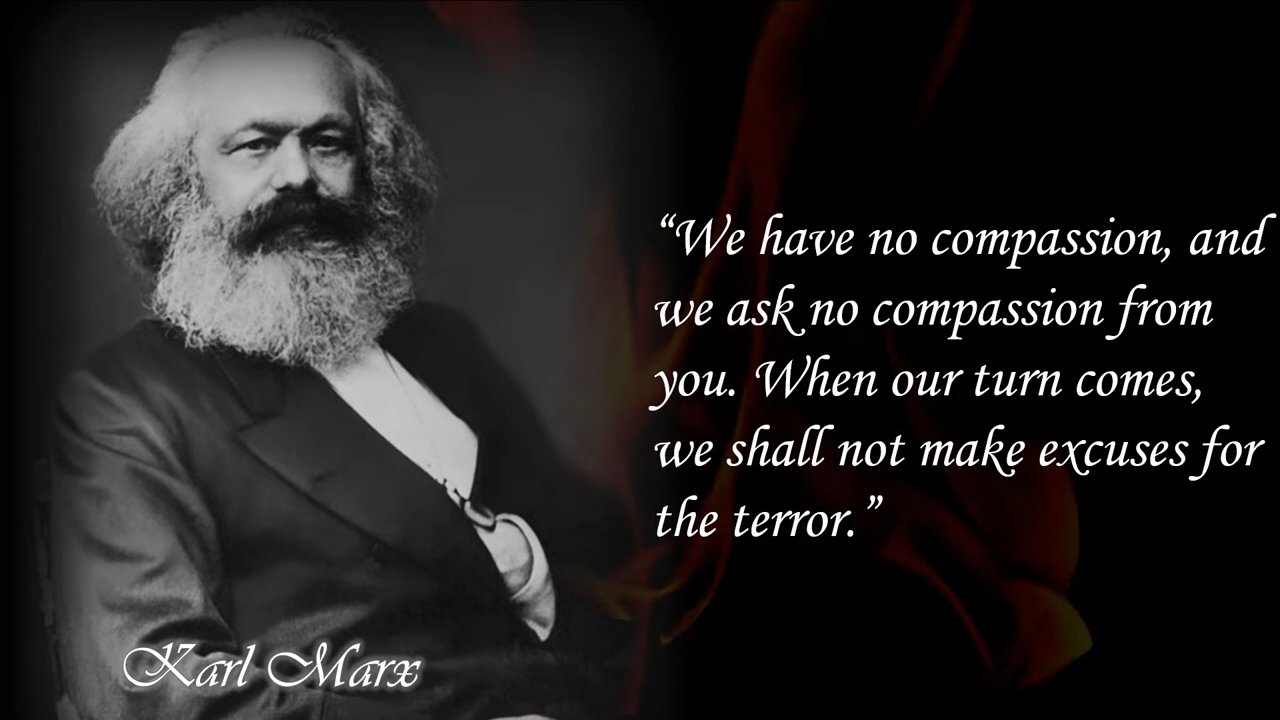 “We have no compassion, and
we ask no compassion from
you. When our turn comes,
we shall not make excuses for
the terror.”
Karl Marx